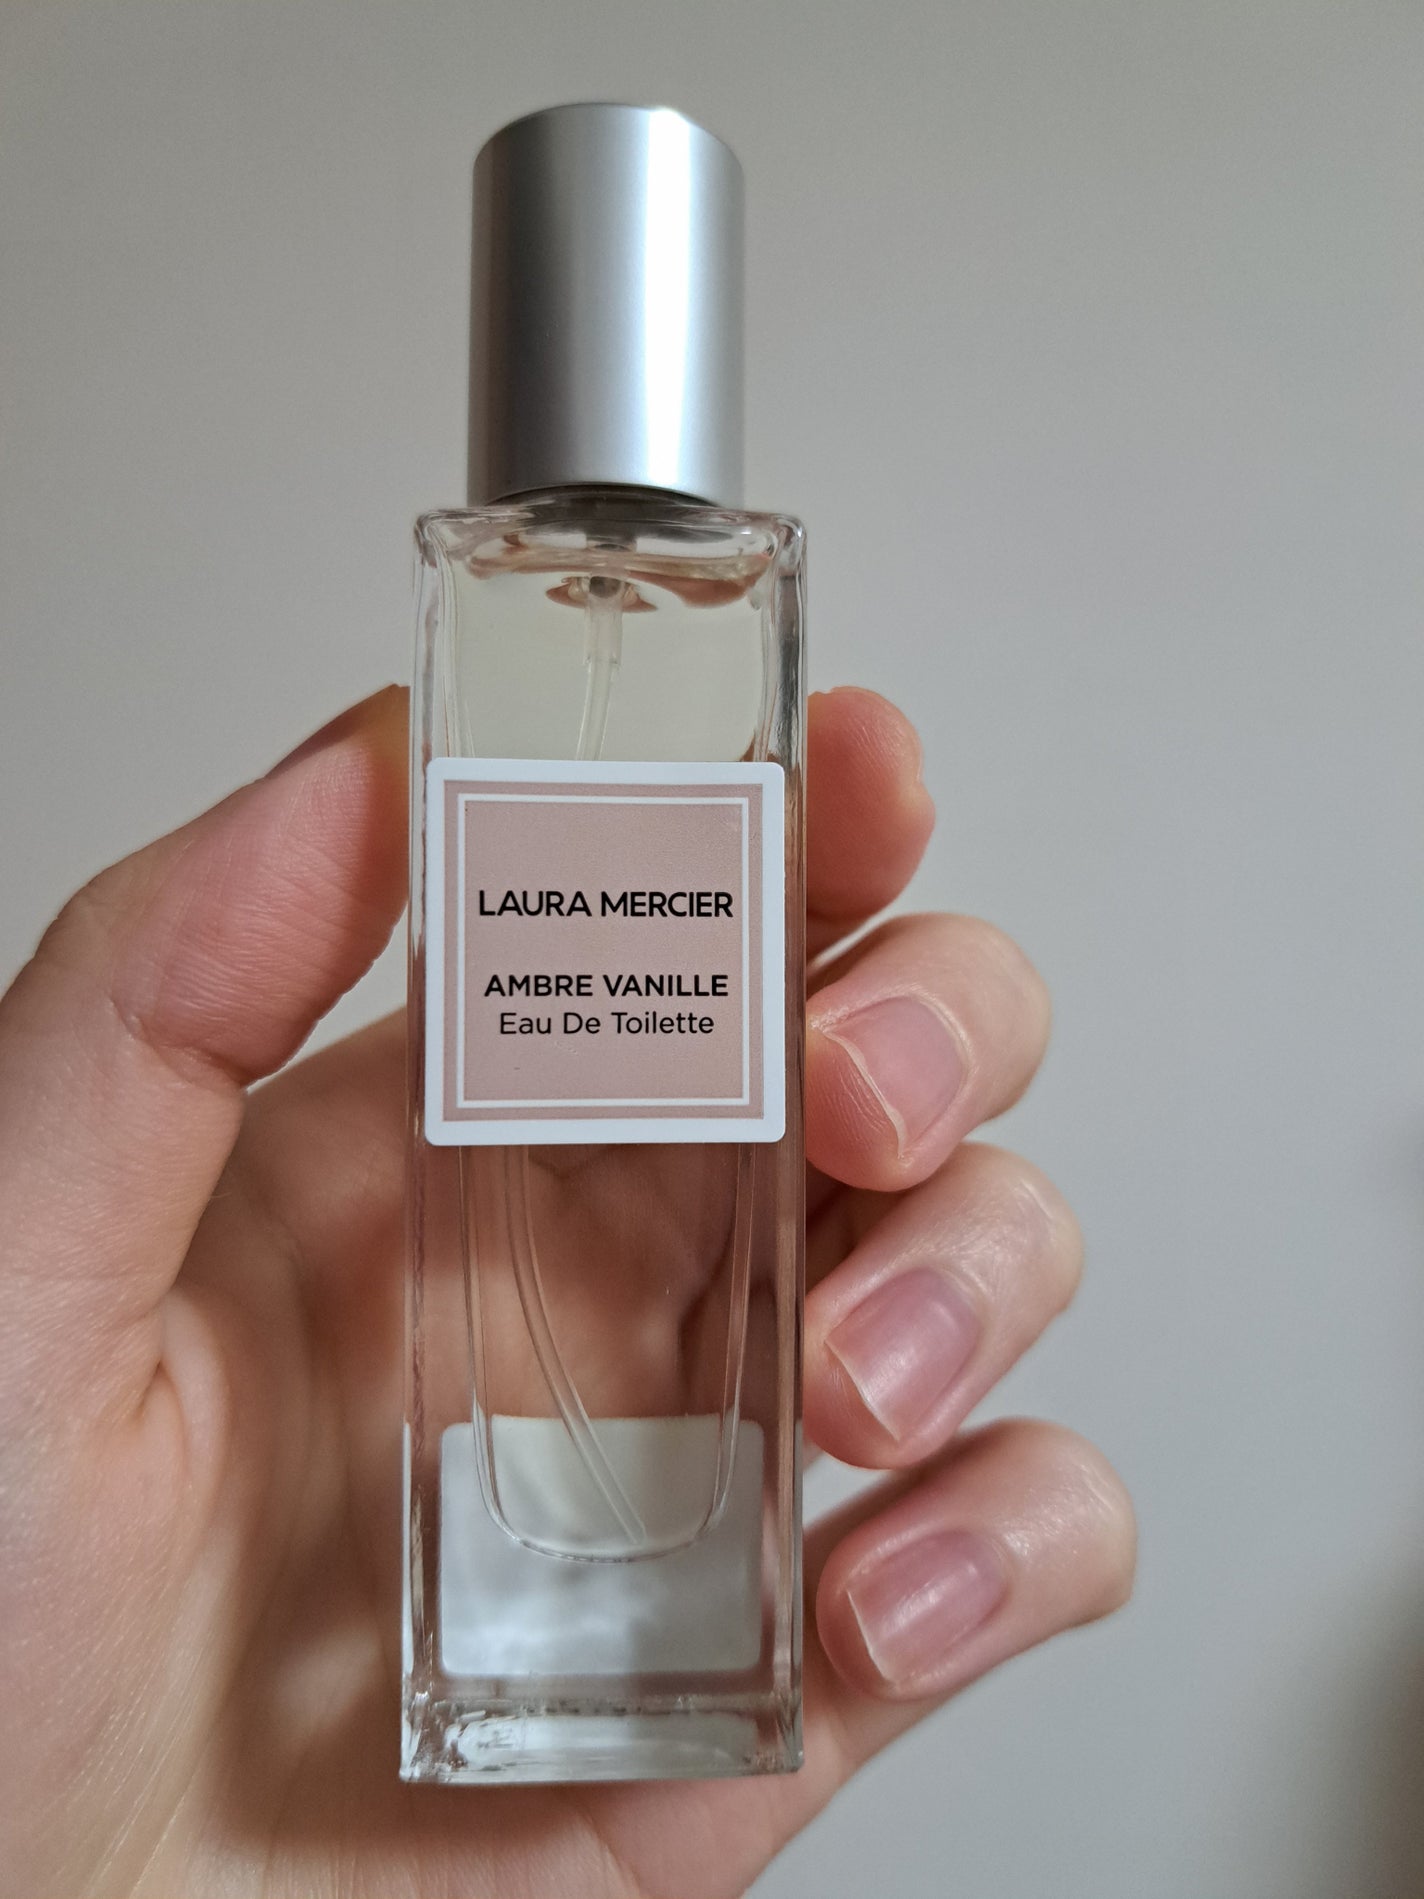 LAURA MERCIER
AMBRE VANILLE
Eau De Toilette